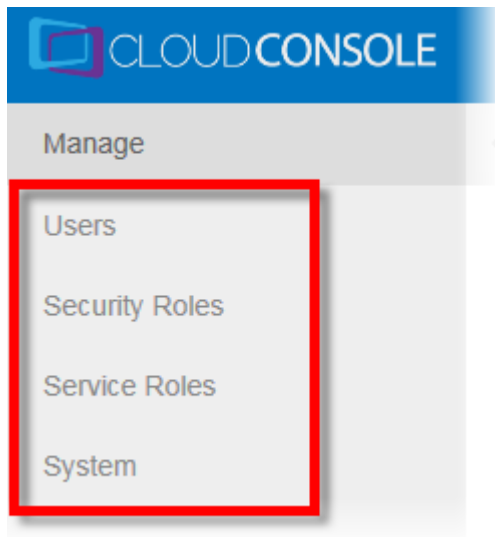 CLOUDCONSOLE
Manage
Users
Security Roles
Service Roles
System